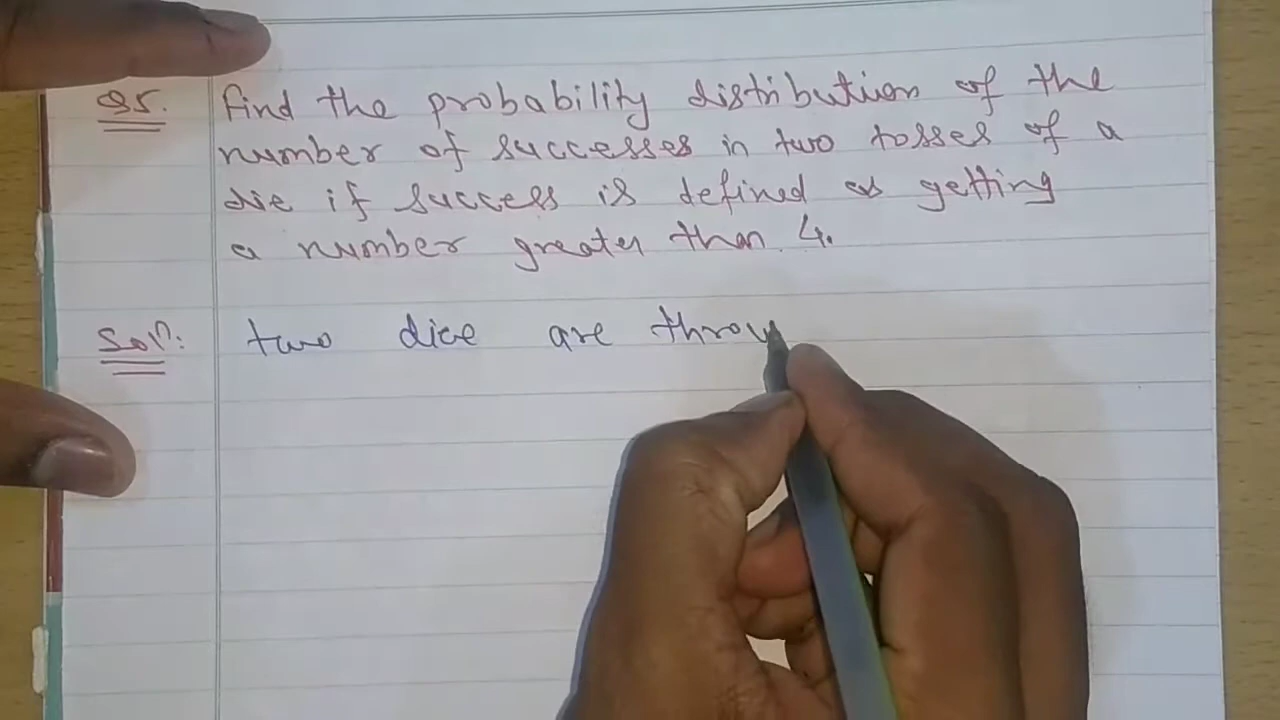 Q5. Find the probability distribution of the
number of successes in two tosses of a
die if success is defined as getting
a number greater than 4.
Solⁿ: two dice are throw